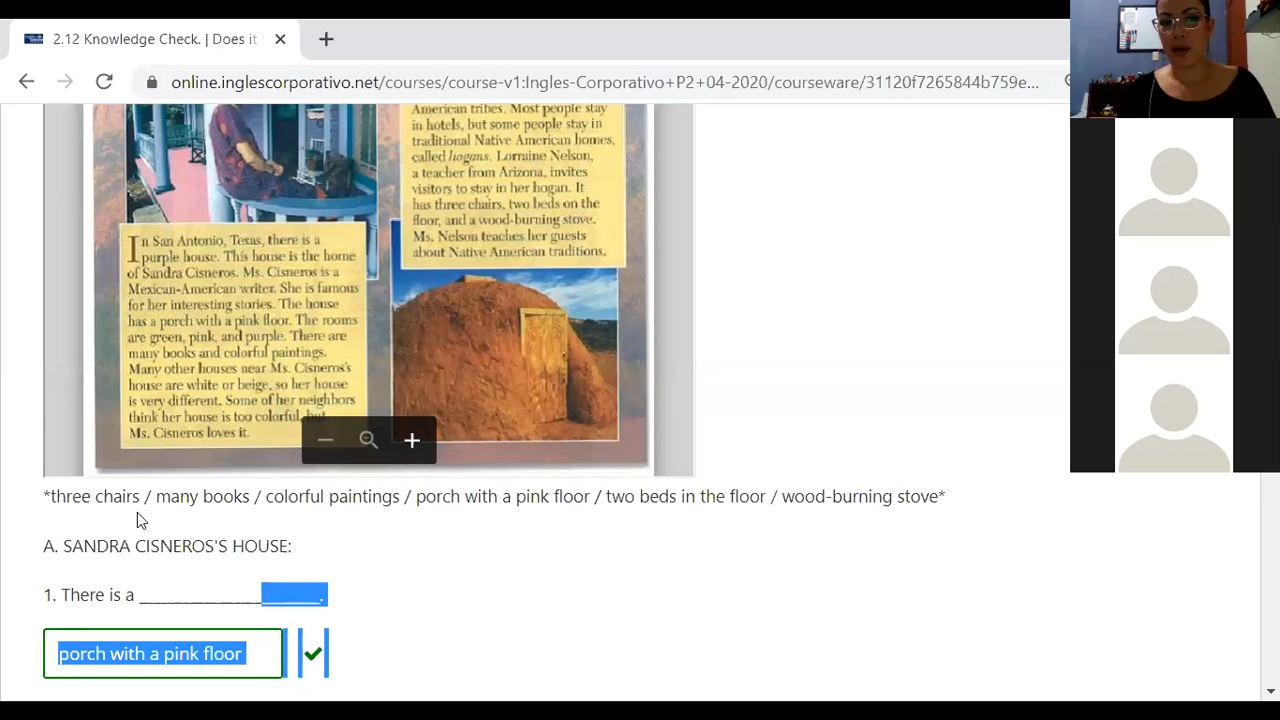 2.12 Knowledge Check. | Does it
online.inglescorporativo.net/courses/course-v1:Ingles-Corporativo+P2+04-2020/courseware/31120f7265844b759e...
American tribes. Most people stay
in hotels, but some people stay in
traditional Native American homes,
called hogans. Lorraine Nelson,
a teacher from Arizona, invites
visitors to stay in her hogan. It
has three chairs, two beds on the
floor, and a wood-burning stove.
Ms. Nelson teaches her guests
about Native American traditions.
In San Antonio, Texas, there is a
purple house. This house is the home
of Sandra Cisneros. Ms. Cisneros is a
Mexican-American writer. She is famous
for her interesting stories. The house
has a porch with a pink floor. The rooms
are green, pink, and purple. There are
many books and colorful paintings.
Many other houses near Ms. Cisneros's
house are white or beige, so her house
is very different. Some of her neighbors
think her house is too colorful, but
Ms. Cisneros loves it.
*three chairs / many books / colorful paintings / porch with a pink floor / two beds in the floor / wood-burning stove*
A. SANDRA CISNEROS'S HOUSE:
1. There is a ____________________.
porch with a pink floor